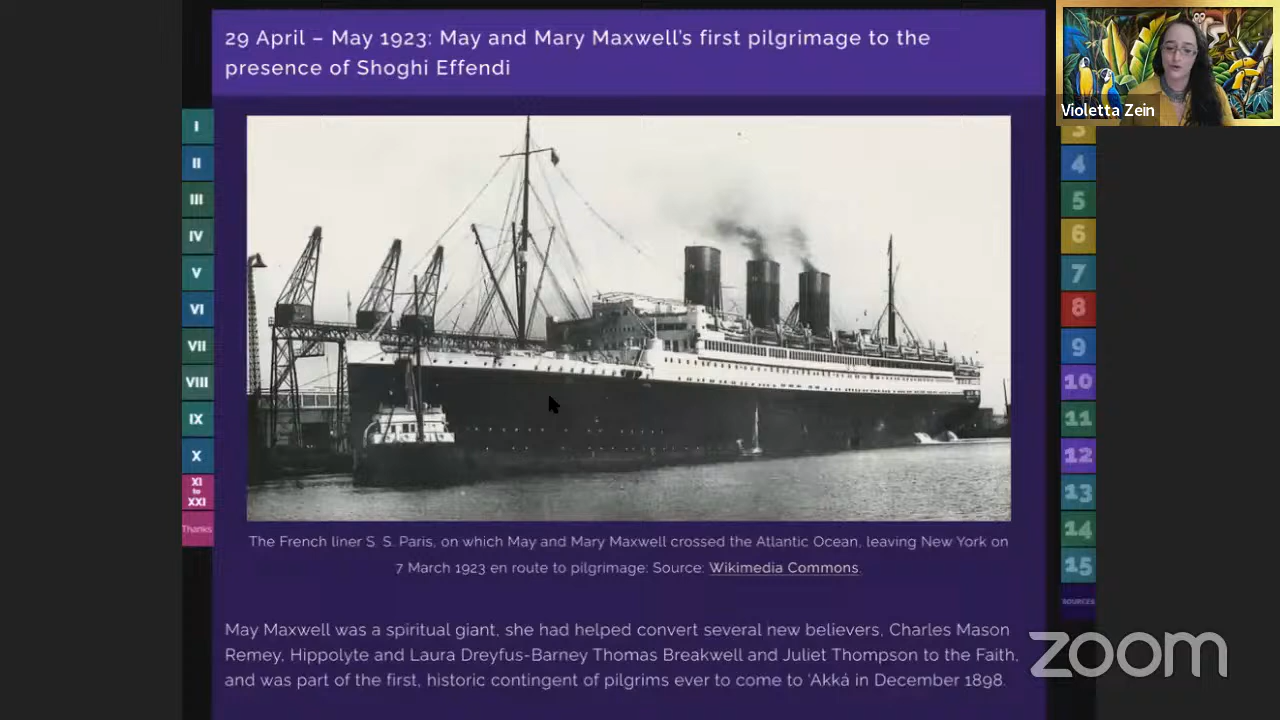 29 April – May 1923: May and Mary Maxwell's first pilgrimage to the
presence of Shoghi Effendi
Violetta Zein
I
II
III
IV
V
VI
VII
VIII
IX
X
XI
to
XXI
Thanks
3
4
5
6
7
8
9
10
11
12
13
14
15
SOURCES
The French liner S. S. Paris, on which May and Mary Maxwell crossed the Atlantic Ocean, leaving New York on
7 March 1923 en route to pilgrimage: Source: Wikimedia Commons.
May Maxwell was a spiritual giant, she had helped convert several new believers, Charles Mason
Remey, Hippolyte and Laura Dreyfus-Barney Thomas Breakwell and Juliet Thompson to the Faith,
and was part of the first, historic contingent of pilgrims ever to come to 'Akká in December 1898.
zoom